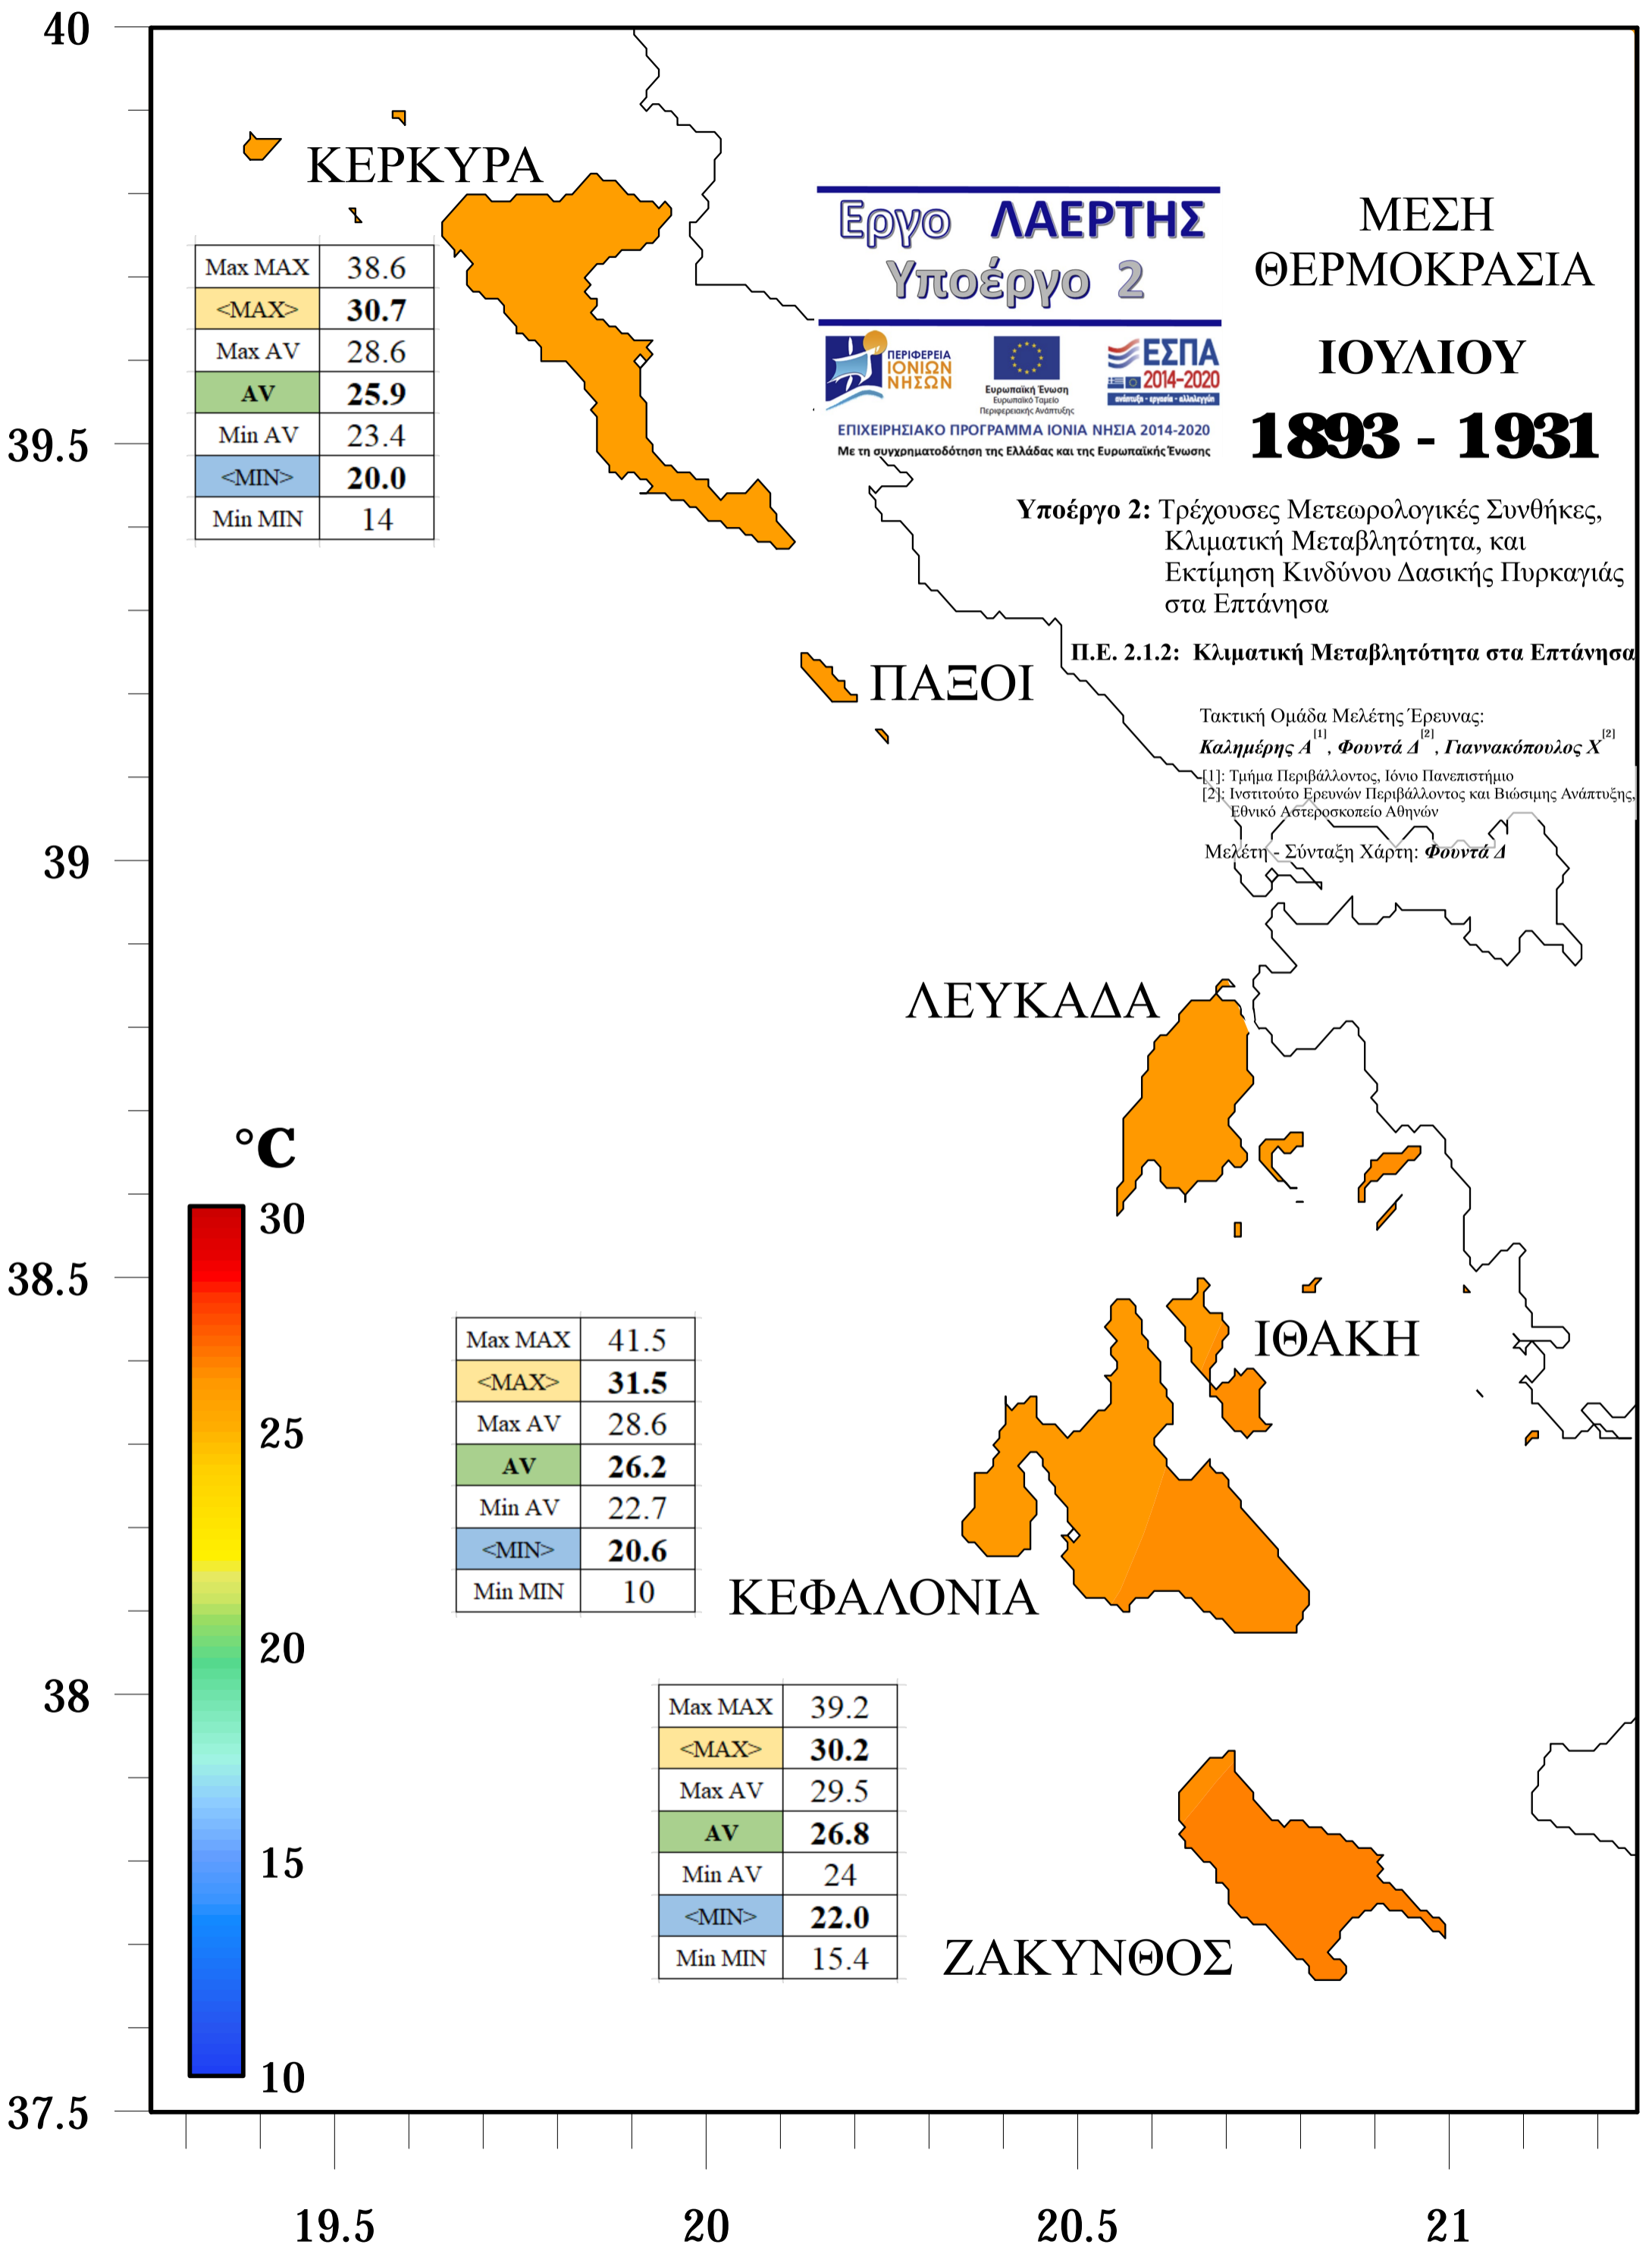 40
39.5
39
38.5
38
37.5
19.5
20
20.5
21
ΚΕΡΚΥΡΑ
Max MAX 38.6
<MAX> 30.7
Max AV 28.6
AV 25.9
Min AV 23.4
<MIN> 20.0
Min MIN 14
Εργο ΛΑΕΡΤΗΣ
Υποέργο 2
ΠΕΡΙΦΕΡΕΙΑ
ΙΟΝΙΩΝ
ΝΗΣΩΝ
Ευρωπαϊκή Ένωση
Ευρωπαϊκό Ταμείο
Περιφερειακής Ανάπτυξης
ΕΣΠΑ
2014-2020
ανάπτυξη - εργασία - αλληλεγγύη
ΕΠΙΧΕΙΡΗΣΙΑΚΟ ΠΡΟΓΡΑΜΜΑ ΙΟΝΙΑ ΝΗΣΙΑ 2014-2020
Με τη συγχρηματοδότηση της Ελλάδας και της Ευρωπαϊκής Ένωσης
ΜΕΣΗ
ΘΕΡΜΟΚΡΑΣΙΑ
ΙΟΥΛΙΟΥ
1893 - 1931
Υποέργο 2: Τρέχουσες Μετεωρολογικές Συνθήκες,
Κλιματική Μεταβλητότητα, και
Εκτίμηση Κινδύνου Δασικής Πυρκαγιάς
στα Επτάνησα
Π.Ε. 2.1.2: Κλιματική Μεταβλητότητα στα Επτάνησα
Τακτική Ομάδα Μελέτης Έρευνας:
Καλημέρης Α[1], Φουντά Δ[2], Γιαννακόπουλος Χ[2]
[1]: Τμήμα Περιβάλλοντος, Ιόνιο Πανεπιστήμιο
[2]: Ινστιτούτο Ερευνών Περιβάλλοντος και Βιώσιμης Ανάπτυξης,
Εθνικό Αστεροσκοπείο Αθηνών
Μελέτη - Σύνταξη Χάρτη: Φουντά Δ
ΠΑΞΟΙ
ΛΕΥΚΑΔΑ
ΙΘΑΚΗ
°C
30
25
20
15
10
Max MAX 41.5
<MAX> 31.5
Max AV 28.6
AV 26.2
Min AV 22.7
<MIN> 20.6
Min MIN 10
ΚΕΦΑΛΟΝΙΑ
Max MAX 39.2
<MAX> 30.2
Max AV 29.5
AV 26.8
Min AV 24
<MIN> 22.0
Min MIN 15.4
ΖΑΚΥΝΘΟΣ